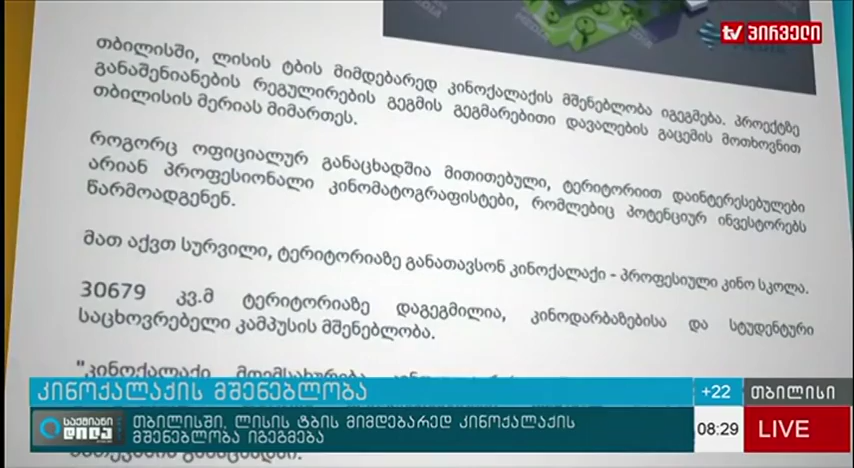 tv პირველი
თბილისში, ლისის ტბის მიმდებარედ კინოქალაქის მშენებლობა იგეგმება. პროექტზე
განაშენიანების რეგულირების გეგმის გეგმარებითი დავალების გაცემის მოთხოვნით
თბილისის მერიას მიმართეს.
როგორც ოფიციალურ განაცხადშია მითითებული, ტერიტორიით დაინტერესებულები
არიან პროფესიონალი კინომატოგრაფისტები, რომლებიც პოტენციურ ინვესტორებს
წარმოადგენენ.
მათ აქვთ სურვილი, ტერიტორიაზე განათავსონ კინოქალაქი - პროფესიული კინო სკოლა.
30679 კვ.მ ტერიტორიაზე დაგეგმილია, კინოდარბაზებისა და სტუდენტური
საცხოვრებელი კამპუსის მშენებლობა.
"კინოქალაქი
კინოქალაქის მშენებლობა
+22 თბილისი
საქმიანი
დილა
თბილისში, ლისის ტბის მიმდებარედ კინოქალაქის
მშენებლობა იგეგმება
08:29 LIVE